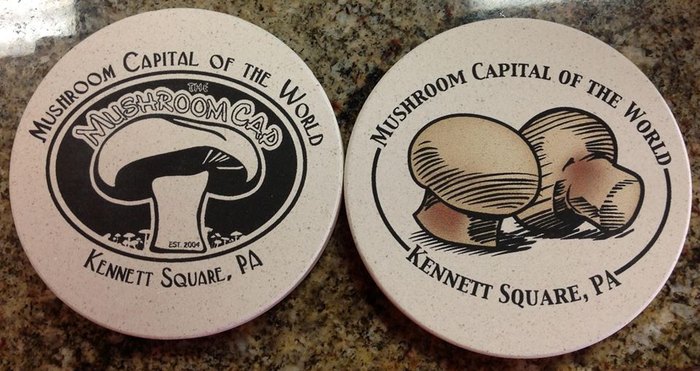 MUSHROOM CAPITAL OF THE WORLD
THE
MUSHROOM CAP
EST. 2004
KENNETT SQUARE, PA
MUSHROOM CAPITAL OF THE WORLD
KENNETT SQUARE, PA